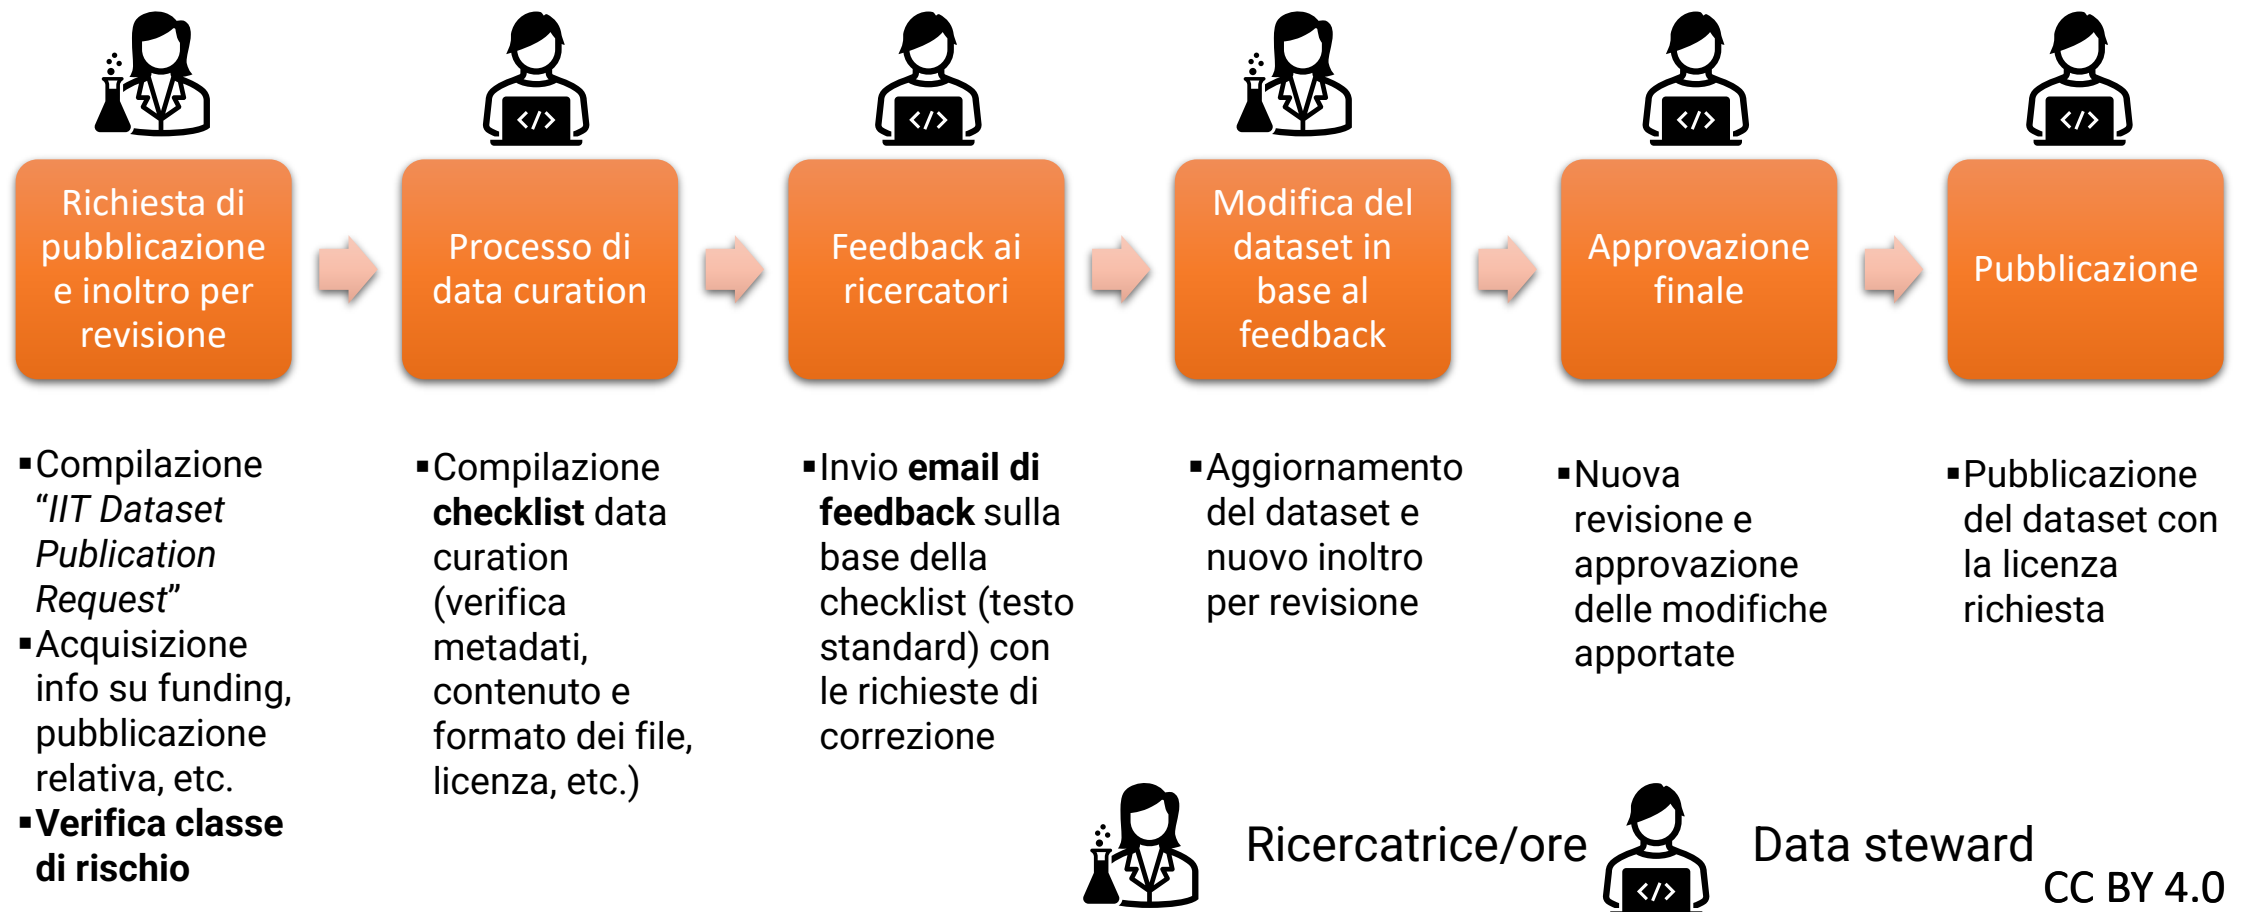 Richiesta di
pubblicazione
e inoltro per
revisione
Processo di
data curation
Feedback ai
ricercatori
Modifica del
dataset in
base al
feedback
Approvazione
finale
Pubblicazione
▪Compilazione
“IIT Dataset
Publication
Request”
▪Acquisizione
info su funding,
pubblicazione
relativa, etc.
▪Verifica classe
di rischio
▪Compilazione
checklist data
curation
(verifica
metadati,
contenuto e
formato dei file,
licenza, etc.)
▪Invio email di
feedback sulla
base della
checklist (testo
standard) con
le richieste di
correzione
▪Aggiornamento
del dataset e
nuovo inoltro
per revisione
▪Nuova
revisione e
approvazione
delle modifiche
apportate
▪Pubblicazione
del dataset con
la licenza
richiesta
Ricercatrice/ore
Data steward
CC BY 4.0